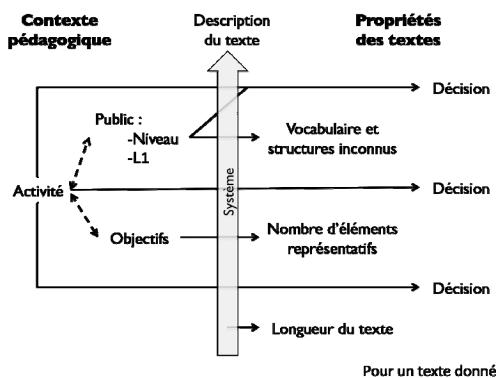 Contexte
pédagogique
Description
du texte
Propriétés
des textes
Décision
Public :
-Niveau
-L1
Vocabulaire et
structures inconnus
Activité
Système
Décision
Objectifs
Nombre d'éléments
représentatifs
Décision
Longueur du texte
Pour un texte donné